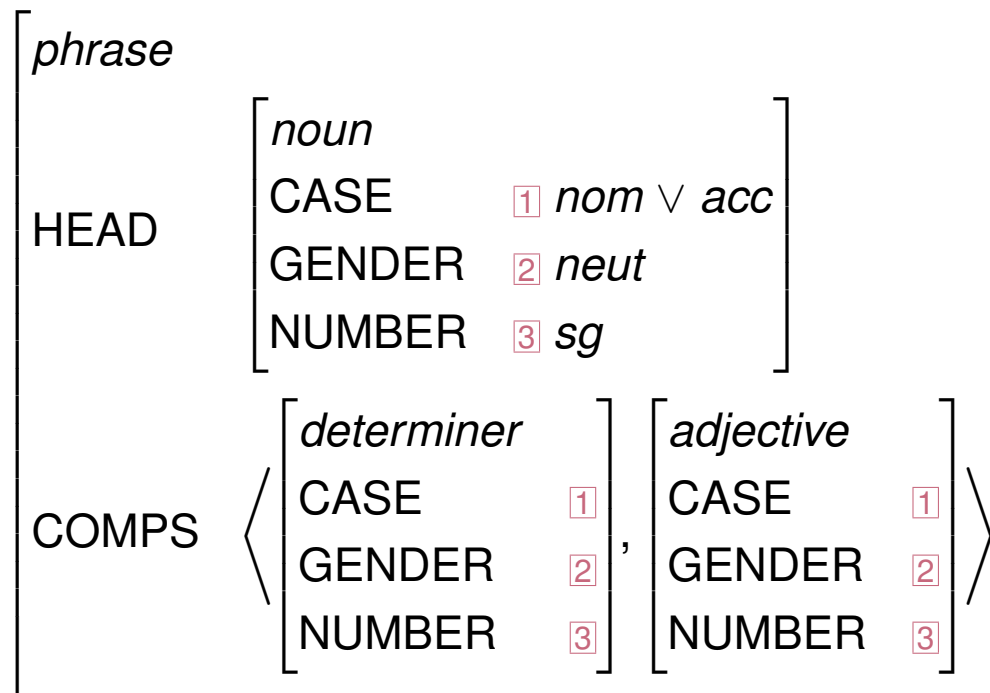 phrase
noun
CASE 1 nom ∨ acc
HEAD
GENDER 2 neut
NUMBER 3 sg
determiner adjective
CASE 1 CASE 1
COMPS ⟨ , ⟩
GENDER 2 GENDER 2
NUMBER 3 NUMBER 3